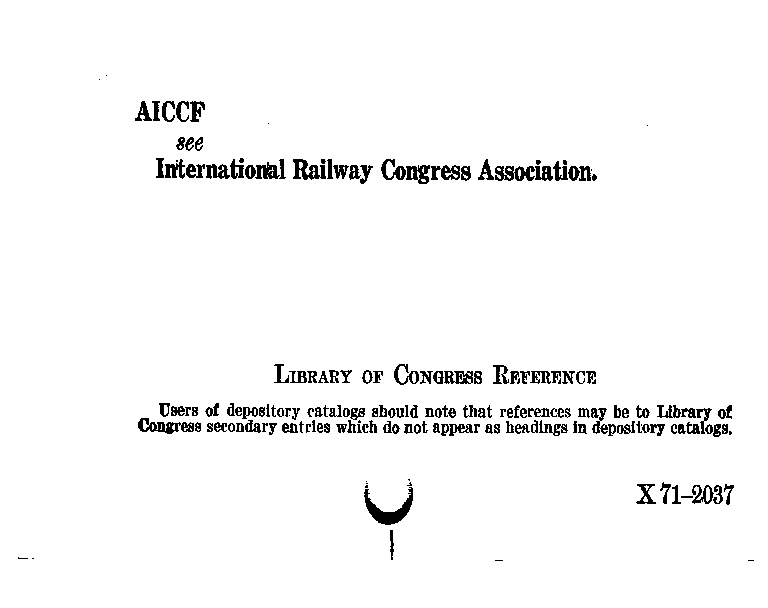 AICCF
see
International Railway Congress Association.
LIBRARY OF CONGRESS REFERENCE
Users of depository catalogs should note that references may be to Library of
Congress secondary entries which do not appear as headings in depository catalogs.
X 71–2037